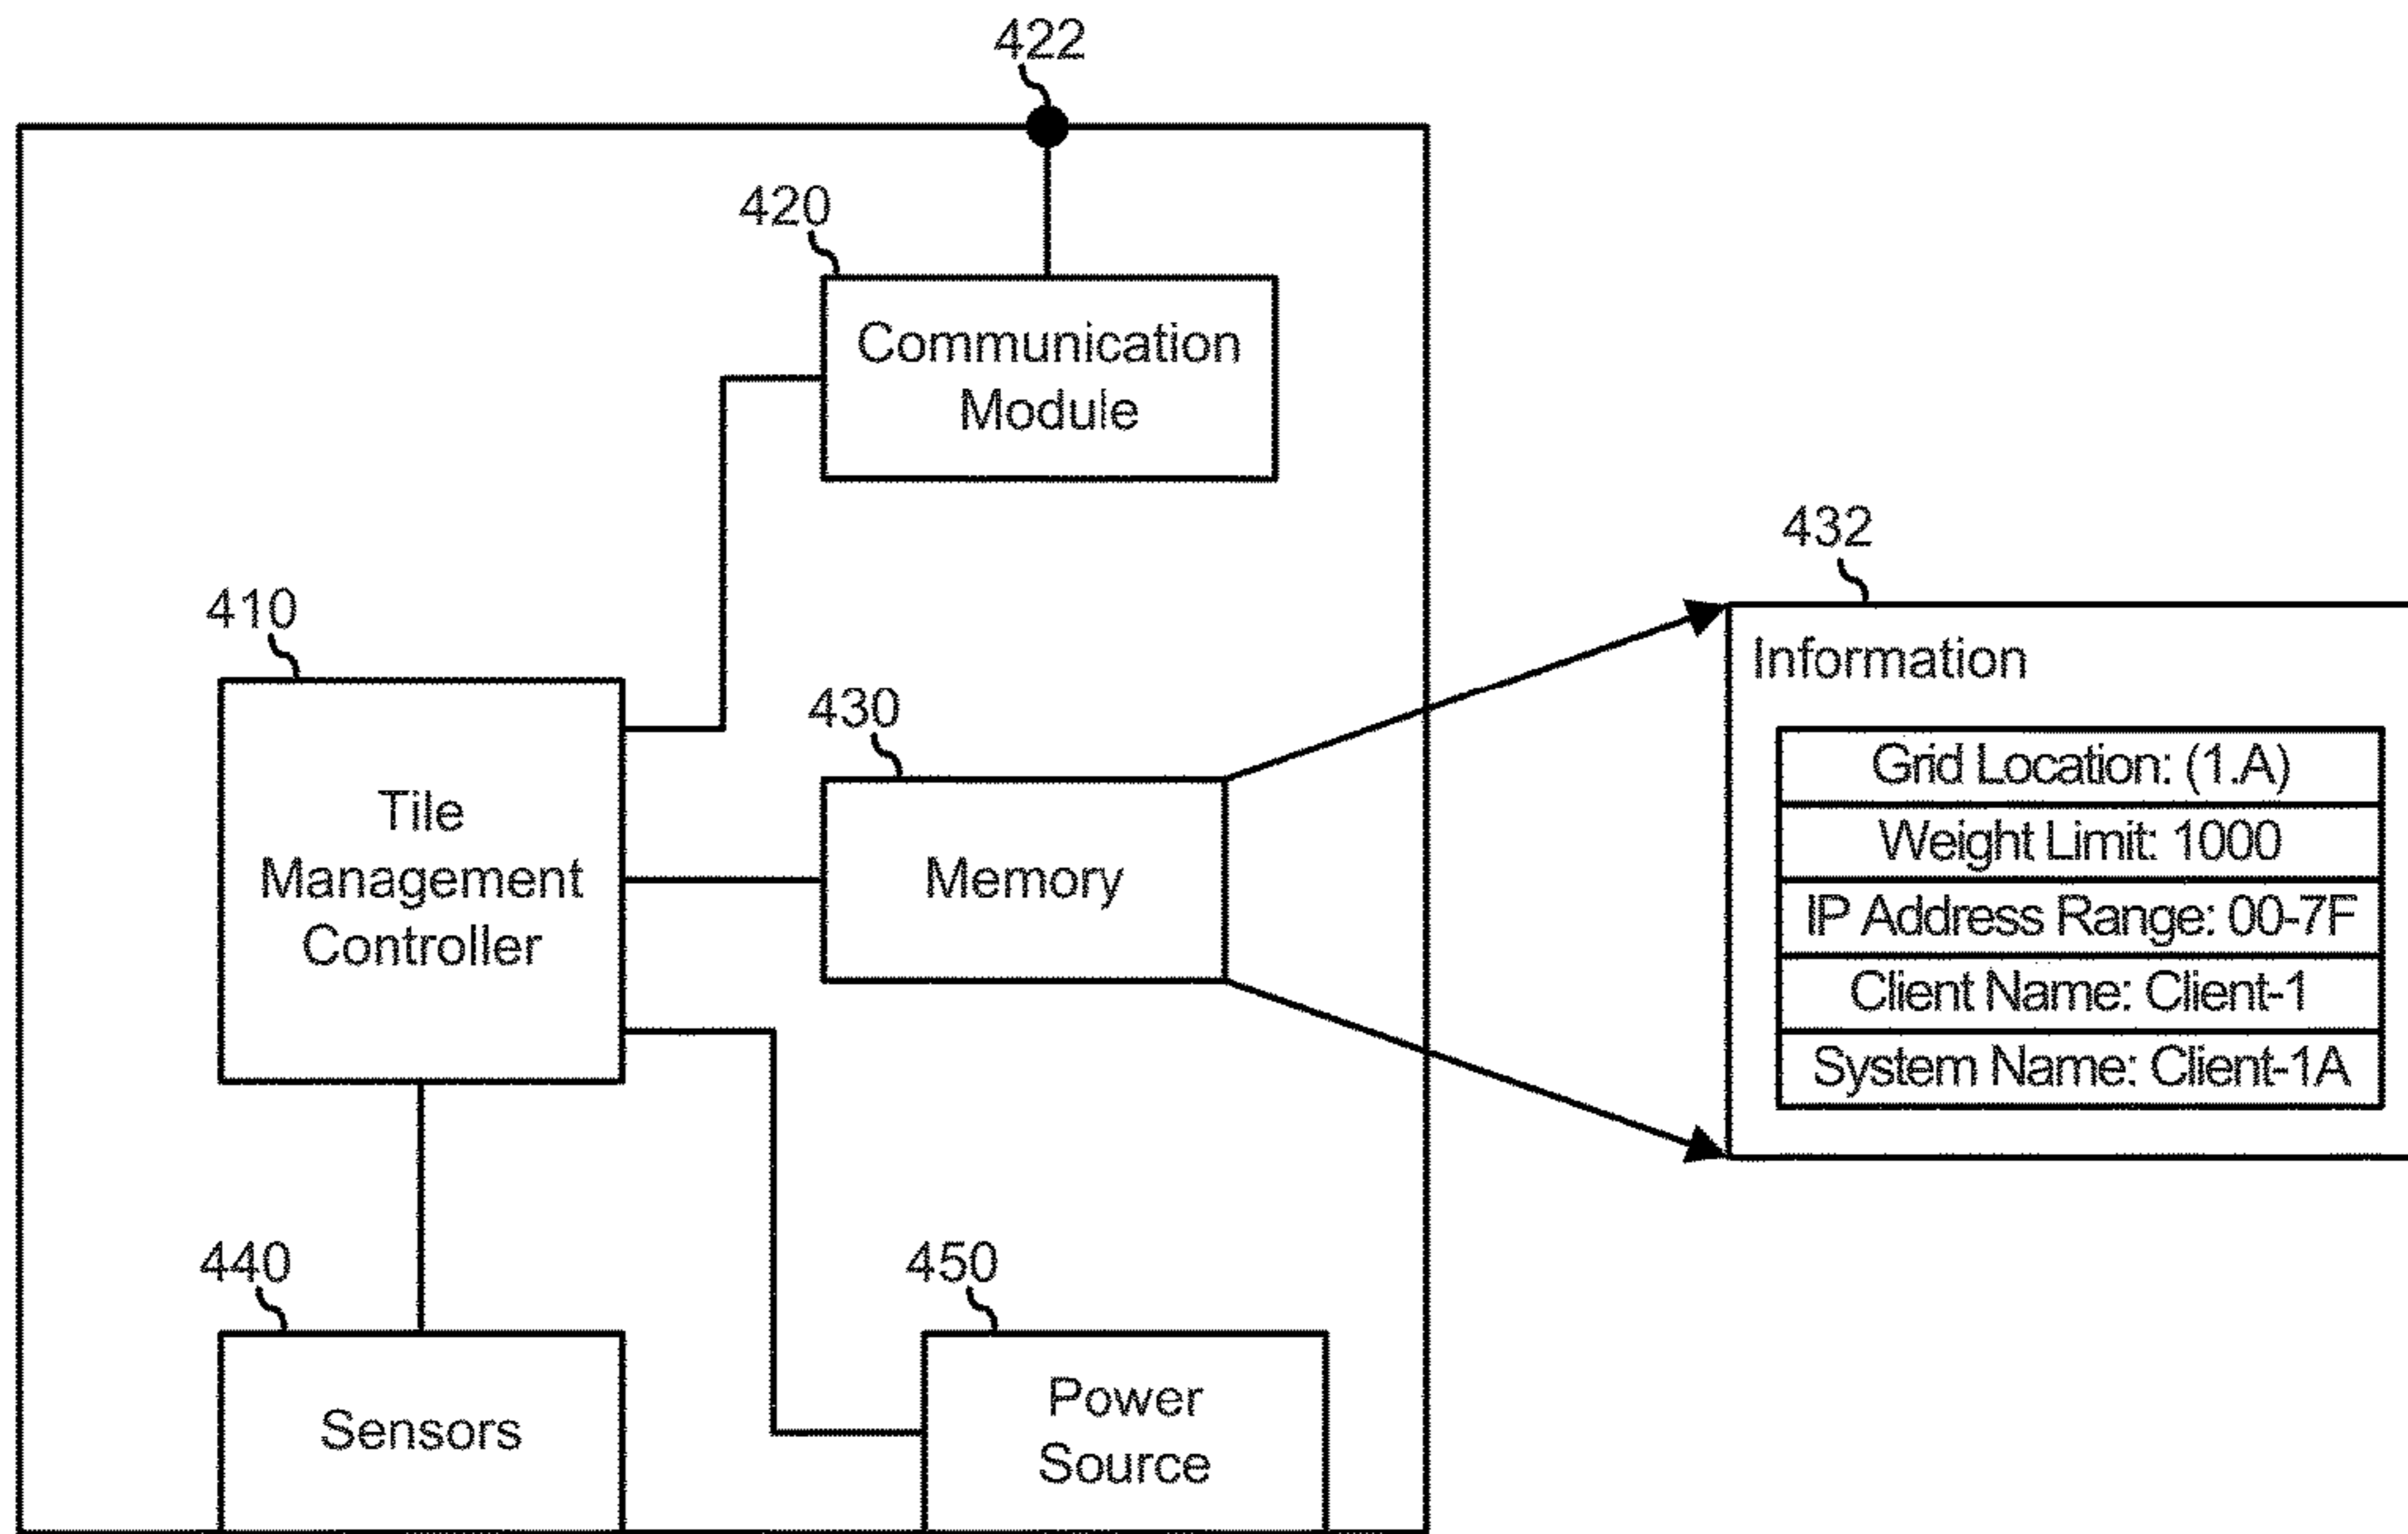 422
420
Communication
Module
432
410
Information
430
Grid Location: (1.A)
Tile
Management
Controller
Memory
Weight Limit: 1000
IP Address Range: 00-7F
Client Name: Client-1
System Name: Client-1A
440
450
Sensors
Power
Source